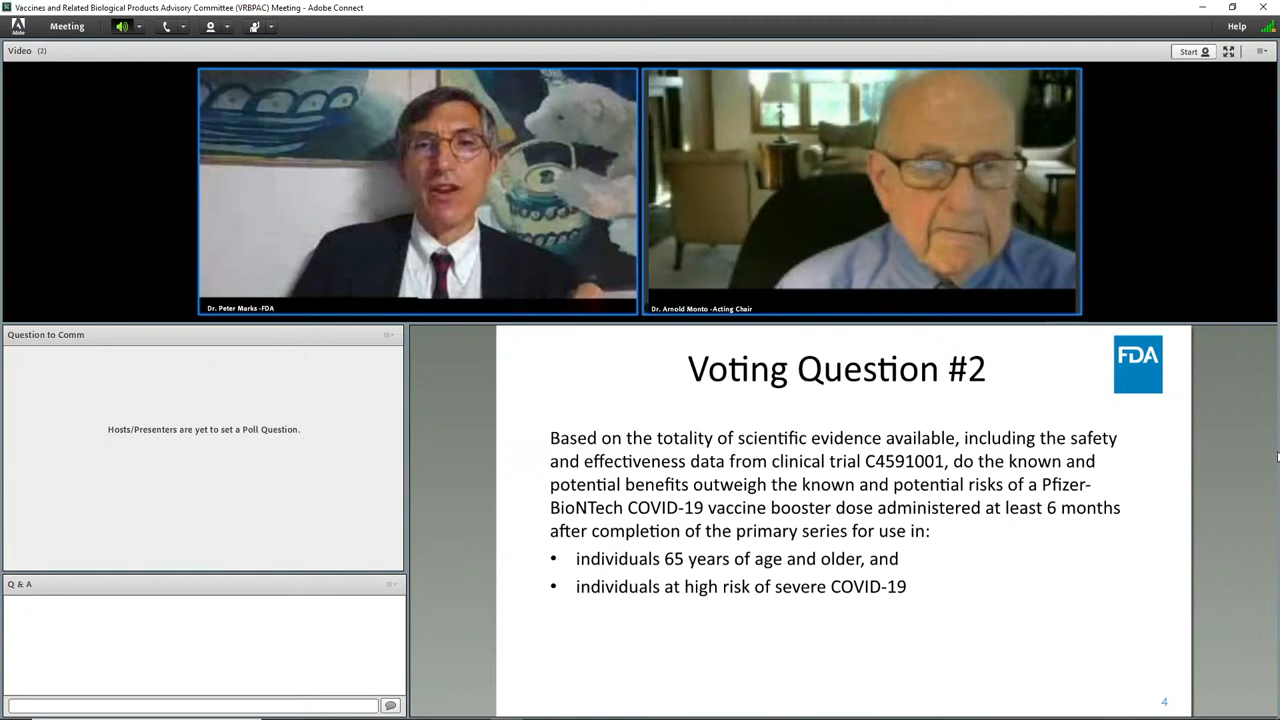 Vaccines and Related Biological Products Advisory Committee (VRBPAC) Meeting - Adobe Connect
Adobe
Meeting
Help
Video (2)
Start
Dr. Peter Marks -FDA
Dr. Arnold Monto -Acting Chair
Question to Comm
Hosts/Presenters are yet to set a Poll Question.
Q & A
Voting Question #2
FDA
Based on the totality of scientific evidence available, including the safety
and effectiveness data from clinical trial C4591001, do the known and
potential benefits outweigh the known and potential risks of a Pfizer-
BioNTech COVID-19 vaccine booster dose administered at least 6 months
after completion of the primary series for use in:
• individuals 65 years of age and older, and
• individuals at high risk of severe COVID-19
4